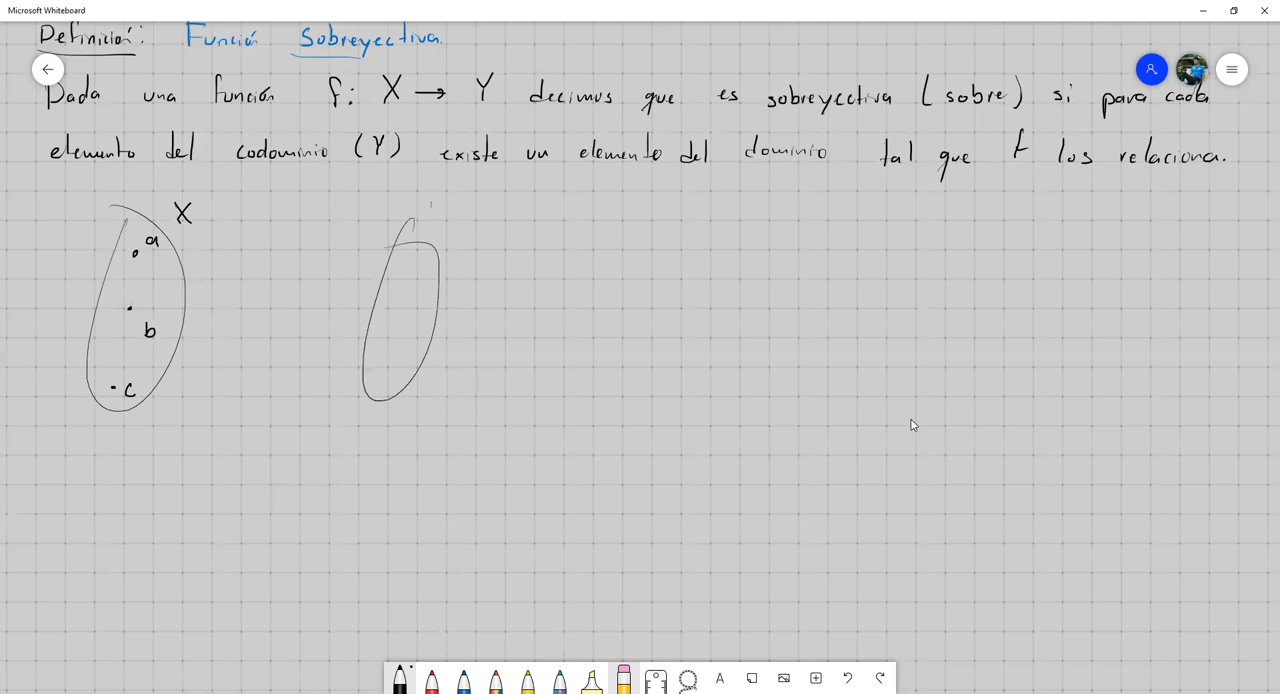 Microsoft Whiteboard
Definición: Función Sobreyectiva.
Dada una función f: X → Y decimos que es sobreyectiva (sobre) si para cada
elemento del codominio (Y) existe un elemento del dominio tal que f los relaciona.
X
a
b
c
A